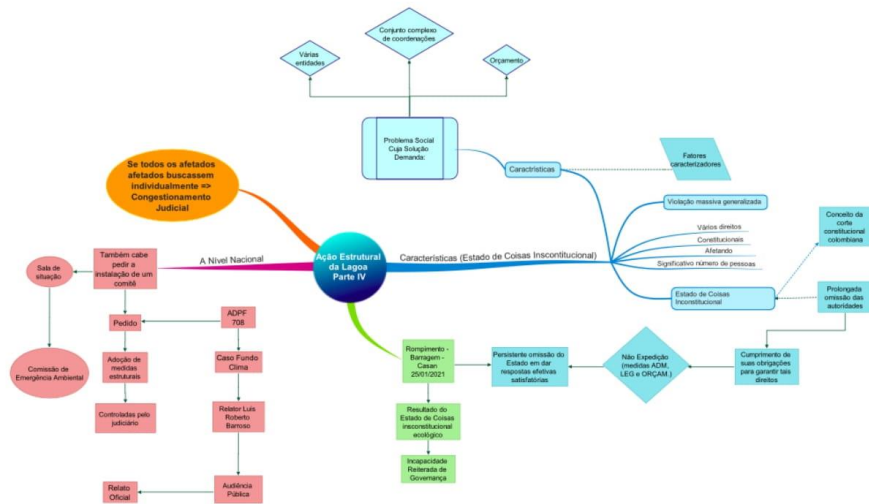 Conjunto complexo
de coordenações
Várias
entidades
Orçamento
Problema Social
Cuja Solução
Demanda:
Caractrísticas
Fatores
caracterizadores
Se todos os afetados
afetados buscassem
individualmente =>
Congestionamento
Judicial
Violação massiva generalizada
Vários direitos
Constitucionais
Afetando
Significativo número de pessoas
Conceito da
corte
constitucional
colombiana
Estado de Coisas
Inconstitucional
Ação Estrutural
da Lagoa
Parte IV
Características (Estado de Coisas Insconstitucional)
A Nível Nacional
Também cabe
pedir a
instalação de um
comitê
Sala de
situação
Comissão de
Emergência Ambiental
Pedido
ADPF
708
Adoção de
medidas
estruturais
Controladas pelo
judiciário
Caso Fundo
Clima
Relator Luis
Roberto
Barroso
Audiência
Pública
Relato
Oficial
Rompimento -
Barragem -
Casan
25/01/2021
Resultado do
Estado de Coisas
insconstitucional
ecológico
Incapacidade
Reiterada de
Governança
Persistente omissão do
Estado em dar
respostas efetivas
satisfatórias
Não Expedição
(medidas ADM,
LEG e ORÇAM.)
Cumprimento de
suas obrigações
para garantir tais
direitos
Prolongada
omissão das
autoridades